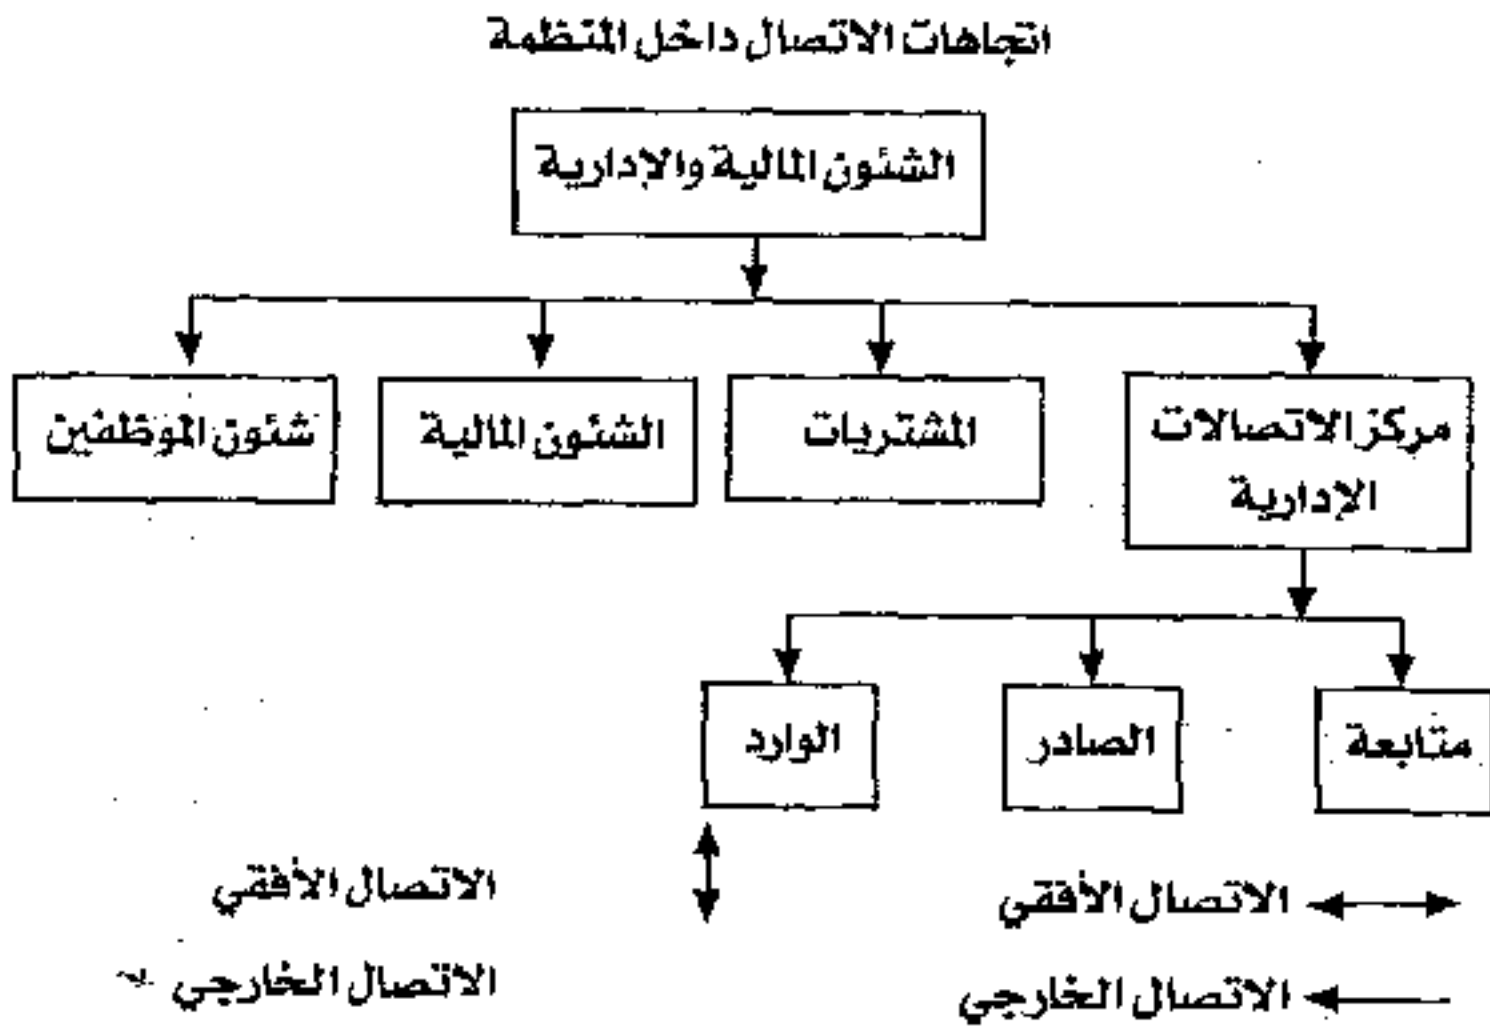 اتجاهات الاتصال داخل المنظمة
الشئون المالية والإدارية
مركز الاتصالات
الإدارية
المشتريات
الشئون المالية
شئون الموظفين
متابعة
الصادر
الوارد
الاتصال الأفقي
الاتصال الأفقي
الاتصال الخارجي
الاتصال الخارجي